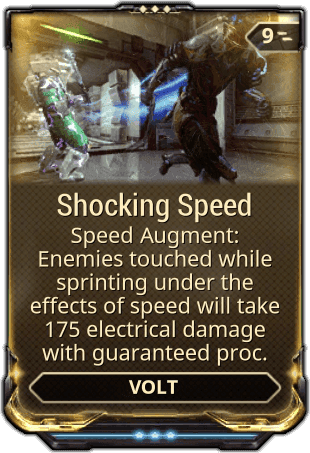 9
Shocking Speed
Speed Augment:
Enemies touched while
sprinting under the
effects of speed will take
175 electrical damage
with guaranteed proc.
VOLT